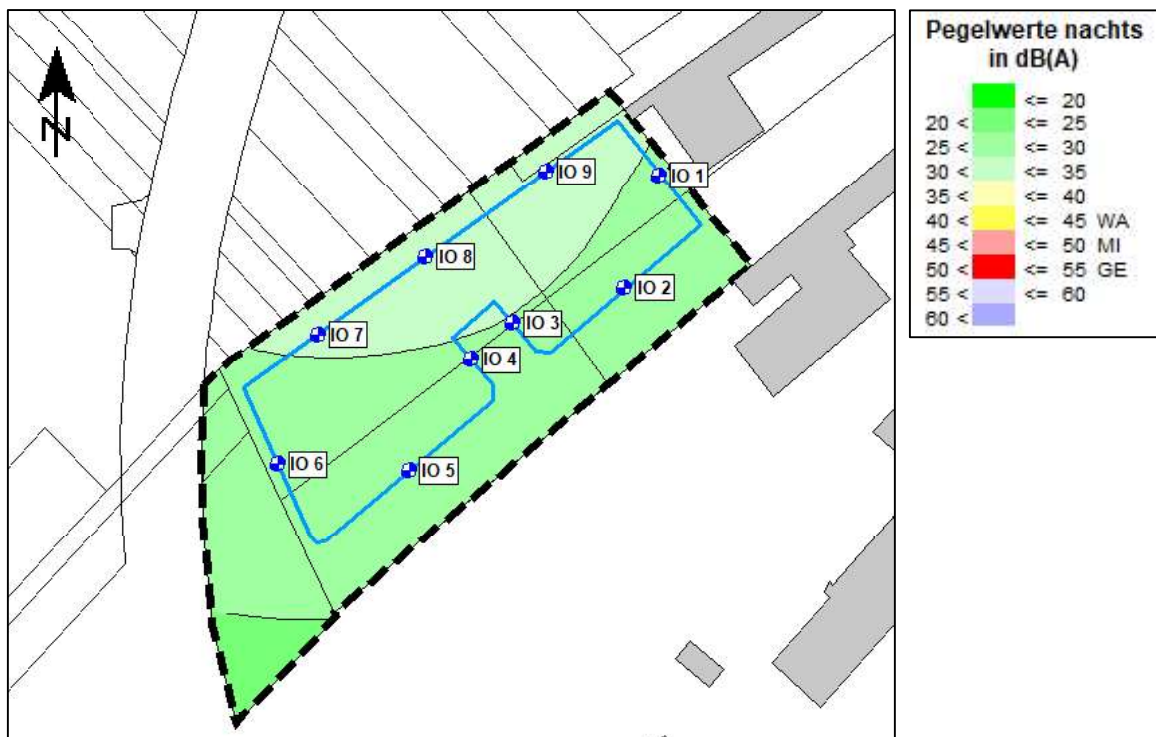 N
IO 9
IO 1
IO 8
IO 2
IO 3
IO 7
IO 4
IO 6
IO 5
Pegelwerte nachts
in dB(A)
<= 20
20 < <= 25
25 < <= 30
30 < <= 35
35 < <= 40
40 < <= 45 WA
45 < <= 50 MI
50 < <= 55 GE
55 < <= 60
60 <